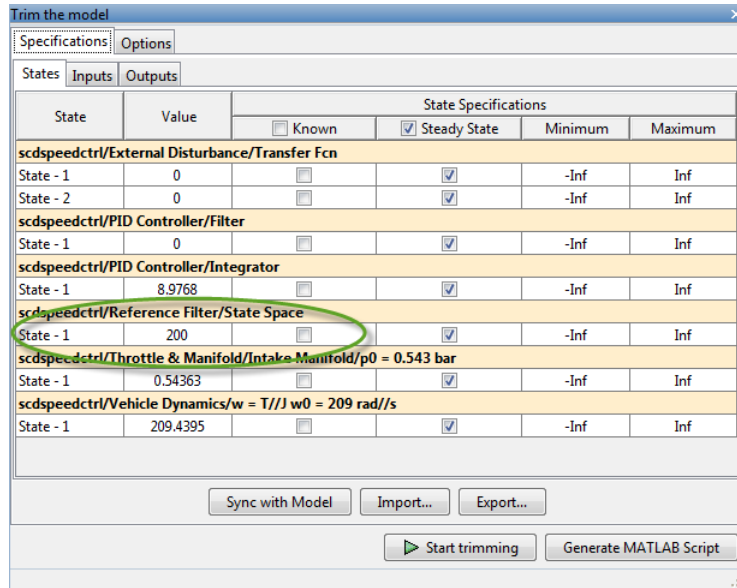 Trim the model
Specifications Options
States Inputs Outputs
State Value State Specifications
Known Steady State Minimum Maximum
scdspeedctrl/External Disturbance/Transfer Fcn
State - 1 0 -Inf Inf
State - 2 0 -Inf Inf
scdspeedctrl/PID Controller/Filter
State - 1 0 -Inf Inf
scdspeedctrl/PID Controller/Integrator
State - 1 8.9768 -Inf Inf
scdspeedctrl/Reference Filter/State Space
State - 1 200 -Inf Inf
scdspeedctrl/Throttle & Manifold/Intake Manifold/p0 = 0.543 bar
State - 1 0.54363 -Inf Inf
scdspeedctrl/Vehicle Dynamics/w = T//J w0 = 209 rad//s
State - 1 209.4395 -Inf Inf
Sync with Model Import... Export...
Start trimming Generate MATLAB Script